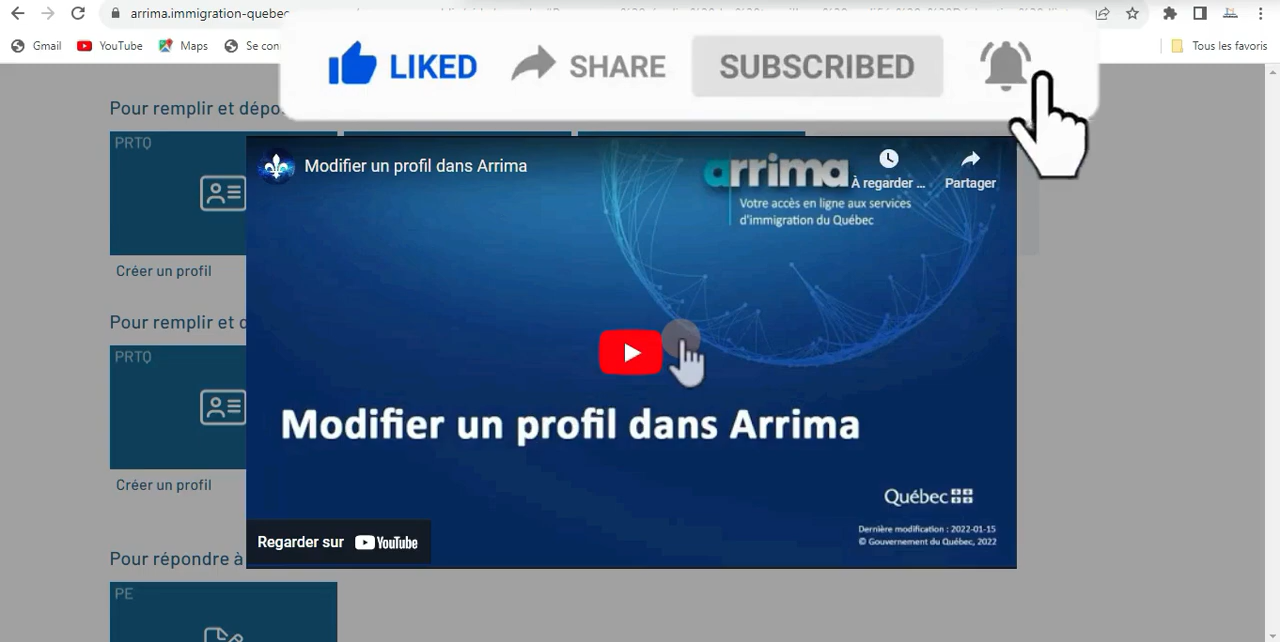 arrima.immigration-quebec
Gmail
YouTube
Maps
Se con
Tous les favoris
LIKED
SHARE
SUBSCRIBED
Pour remplir et dépo
PRTQ
Créer un profil
Modifier un profil dans Arrima
arrima
Votre accès en ligne aux services
d'immigration du Québec
À regarder ...
Partager
Pour remplir et d
PRTQ
Créer un profil
Modifier un profil dans Arrima
Québec
Dernière modification : 2022-01-15
© Gouvernement du Québec, 2022
Regarder sur YouTube
Pour répondre à
PE